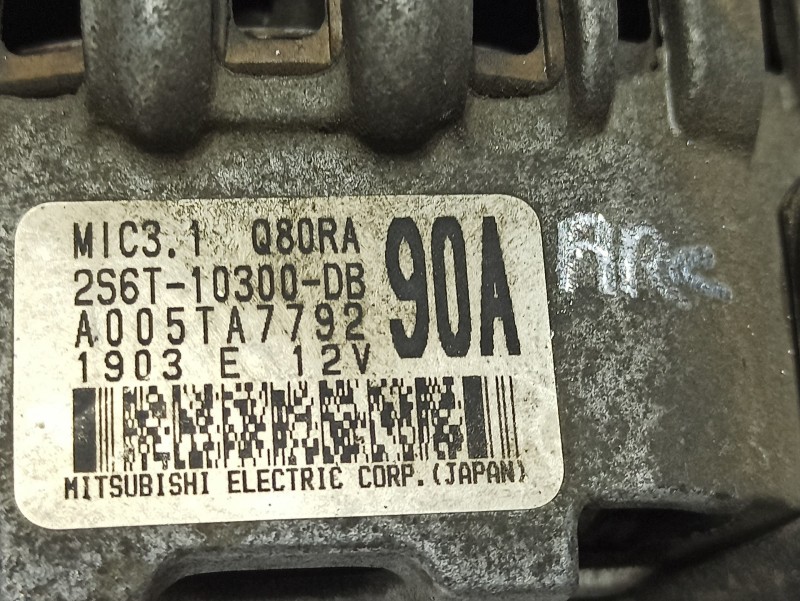 MIC3.1 Q80RA
90A
2S6T-10300-DB
A005TA7792
1903 E 12V
MITSUBISHI ELECTRIC CORP.(JAPAN)